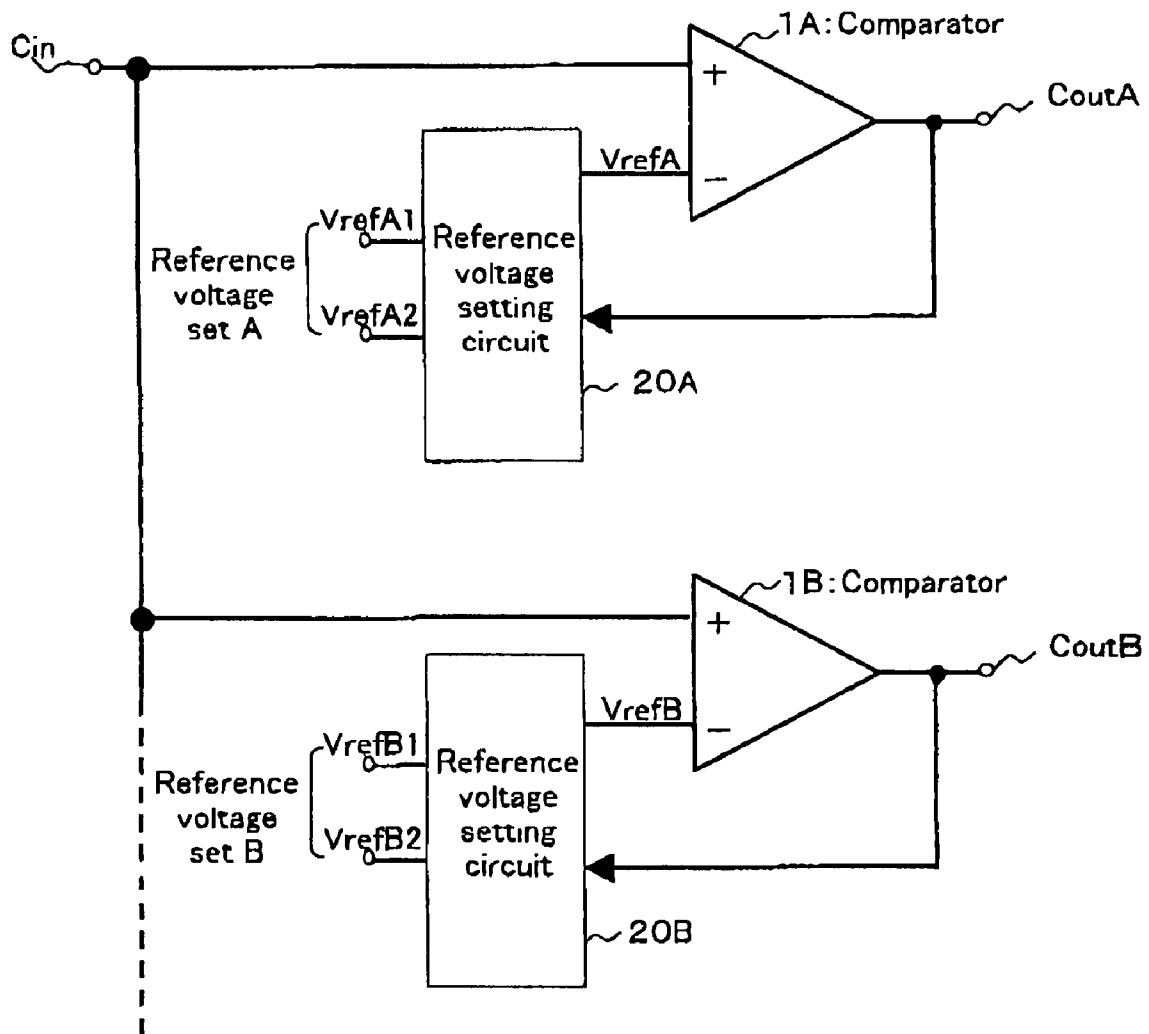 Cin
1A:Comparator
+
CoutA
VrefA
−
VrefA1
Reference
voltage
set A
VrefA2
Reference
voltage
setting
circuit
20A
1B:Comparator
+
CoutB
VrefB
−
VrefB1
Reference
voltage
set B
VrefB2
Reference
voltage
setting
circuit
20B